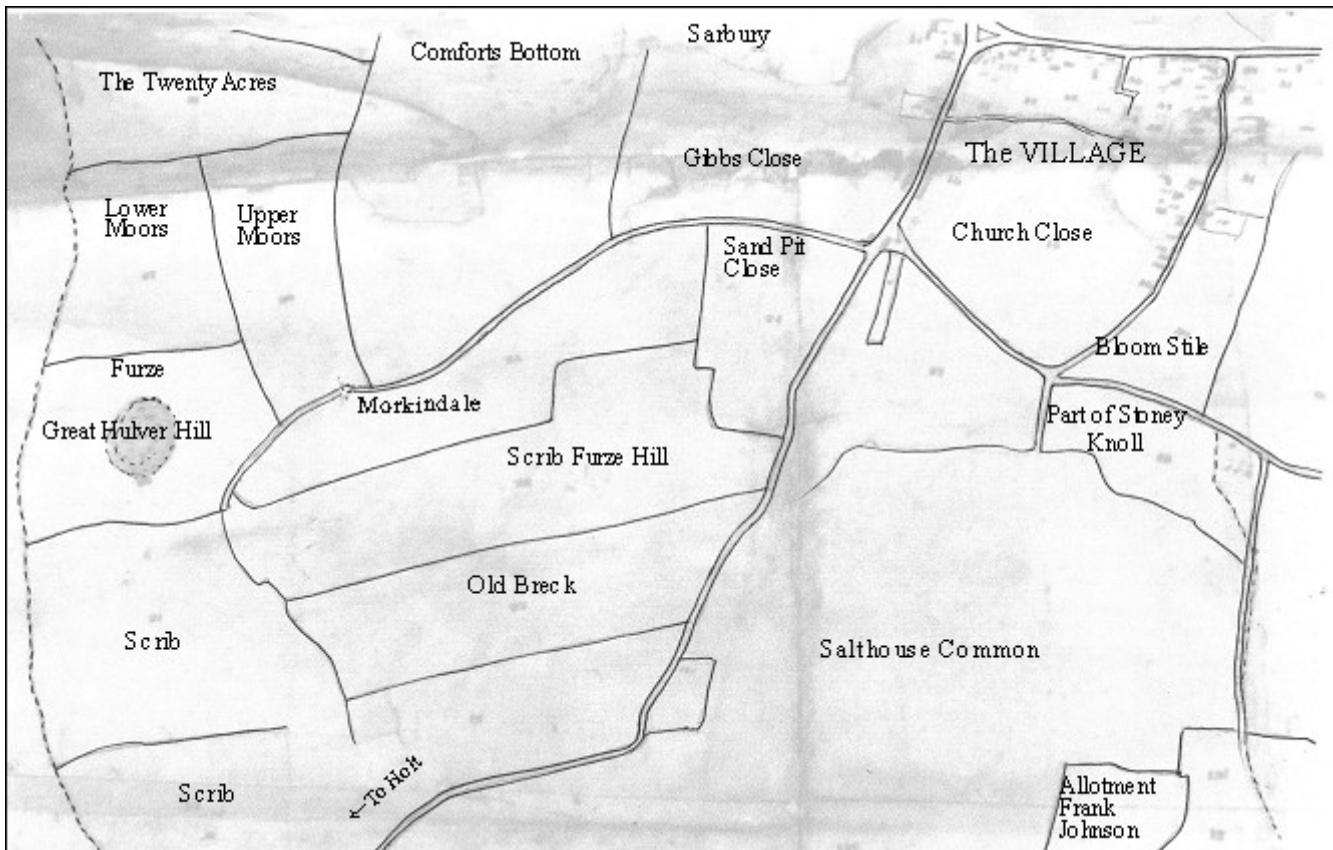 Sarbury
Comforts Bottom
The Twenty Acres
The VILLAGE
Gibbs Close
Lower
Moors
Upper
Moors
Church Close
Sand Pit
Close
Bloom Stile
Furze
Morkindale
Part of Stoney
Knoll
Great Hulver Hill
Scrib Furze Hill
Old Breck
Scrib
Salthouse Common
To Holt
Scrib
Allotment
Frank
Johnson